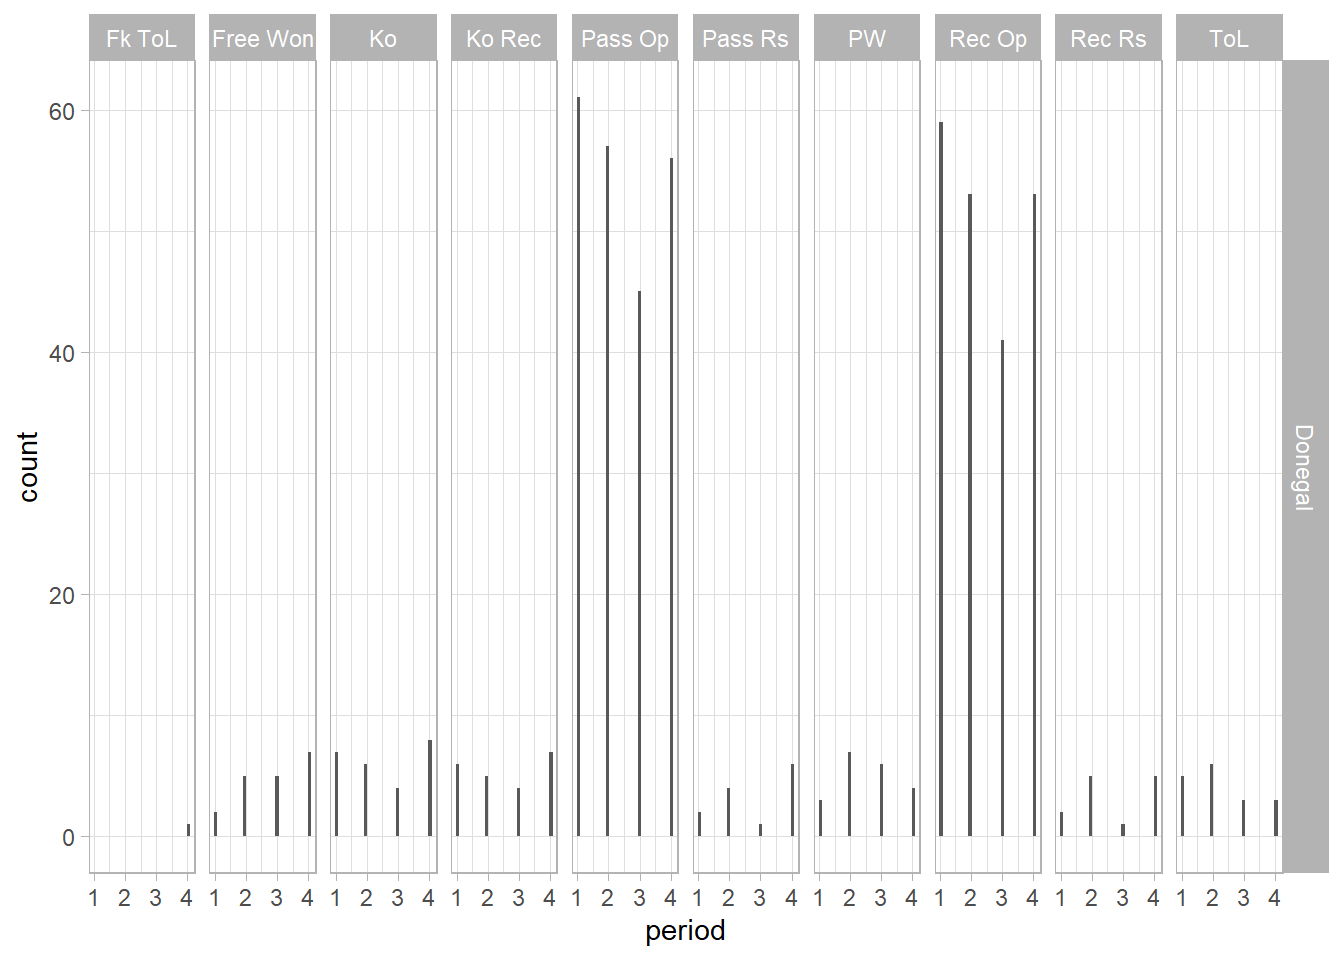 Fk ToL Free Won Ko Ko Rec Pass Op Pass Rs PW Rec Op Rec Rs ToL
60
40
20
0
count
Donegal
1 2 3 4 1 2 3 4 1 2 3 4 1 2 3 4 1 2 3 4 1 2 3 4 1 2 3 4 1 2 3 4 1 2 3 4 1 2 3 4
period